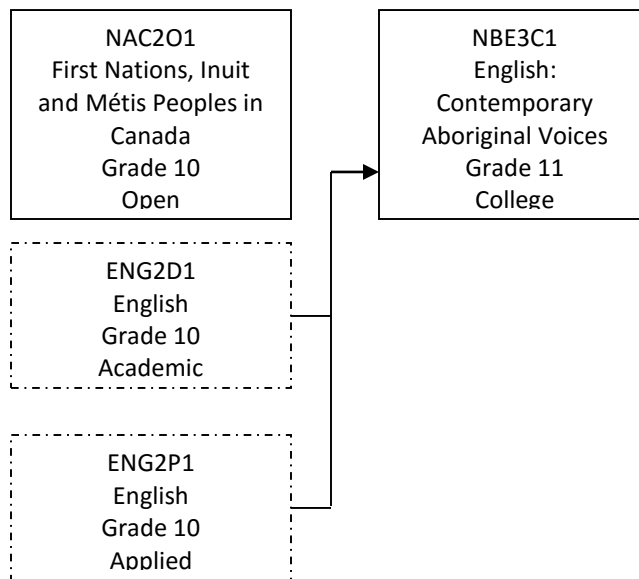 NAC2O1
First Nations, Inuit
and Métis Peoples in
Canada
Grade 10
Open
NBE3C1
English:
Contemporary
Aboriginal Voices
Grade 11
College
ENG2D1
English
Grade 10
Academic
ENG2P1
English
Grade 10
Applied